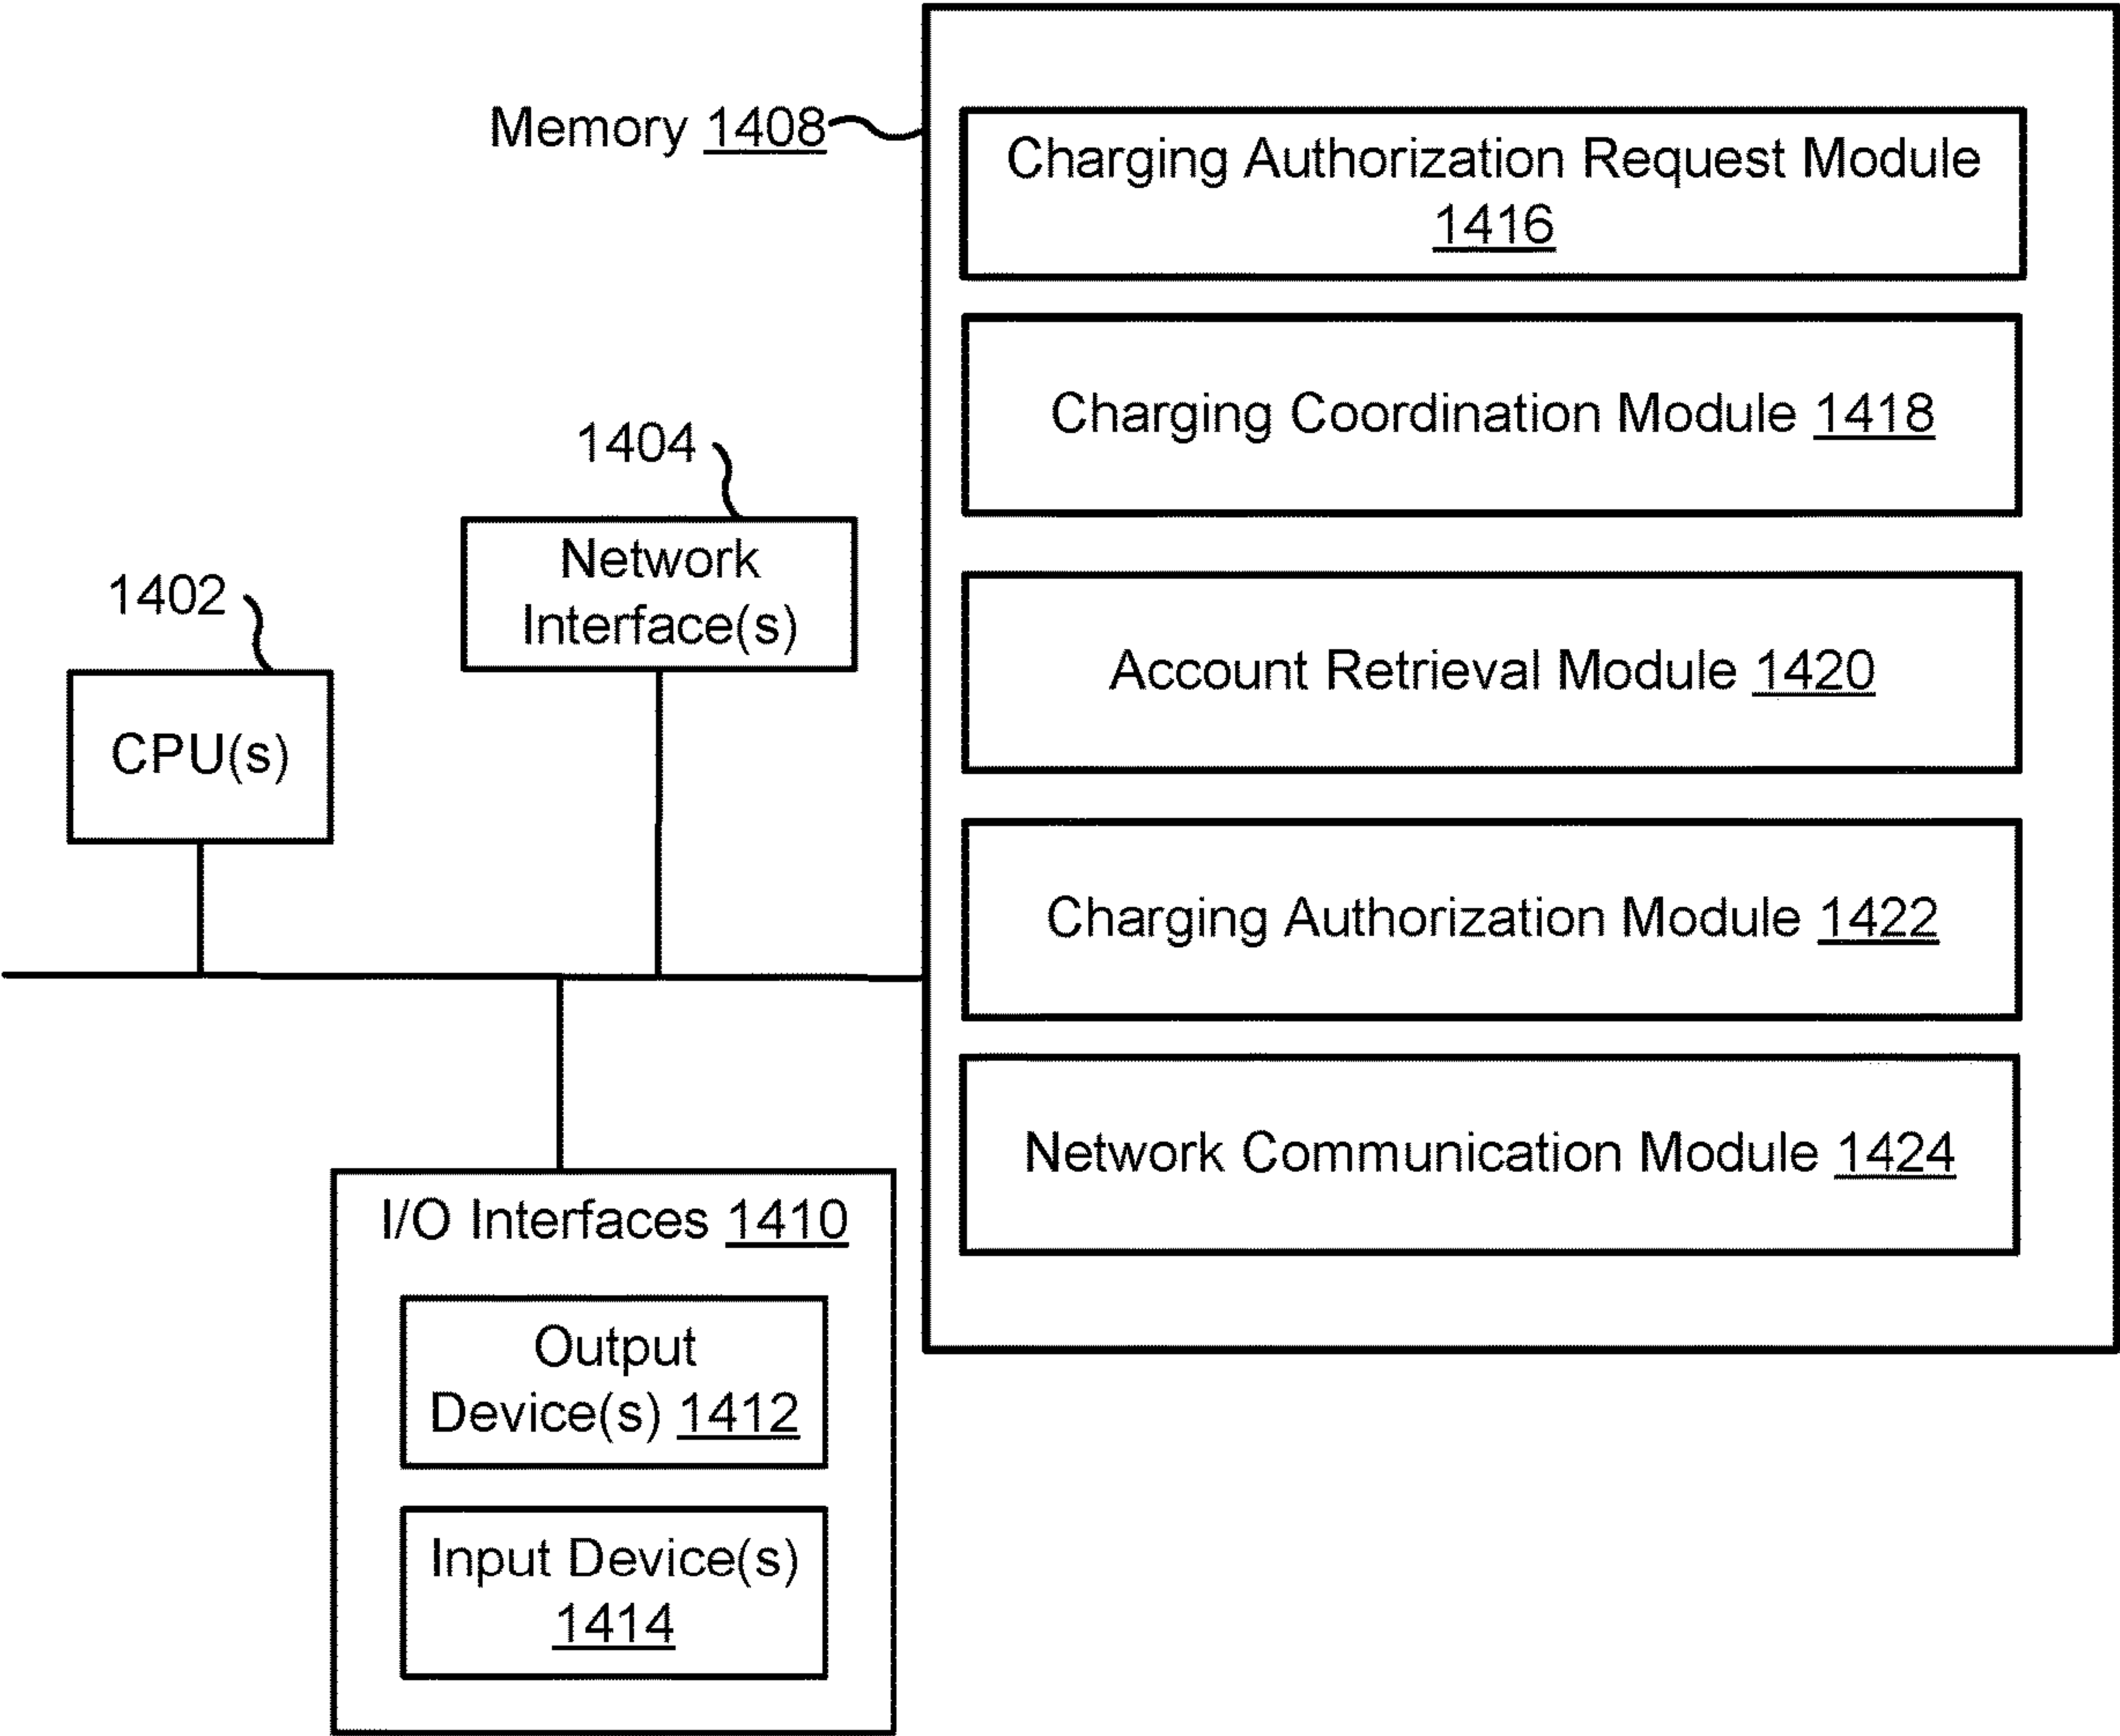 Memory 1408
Charging Authorization Request Module
1416
Charging Coordination Module 1418
1404
Network
Interface(s)
1402
CPU(s)
Account Retrieval Module 1420
Charging Authorization Module 1422
Network Communication Module 1424
I/O Interfaces 1410
Output
Device(s) 1412
Input Device(s)
1414